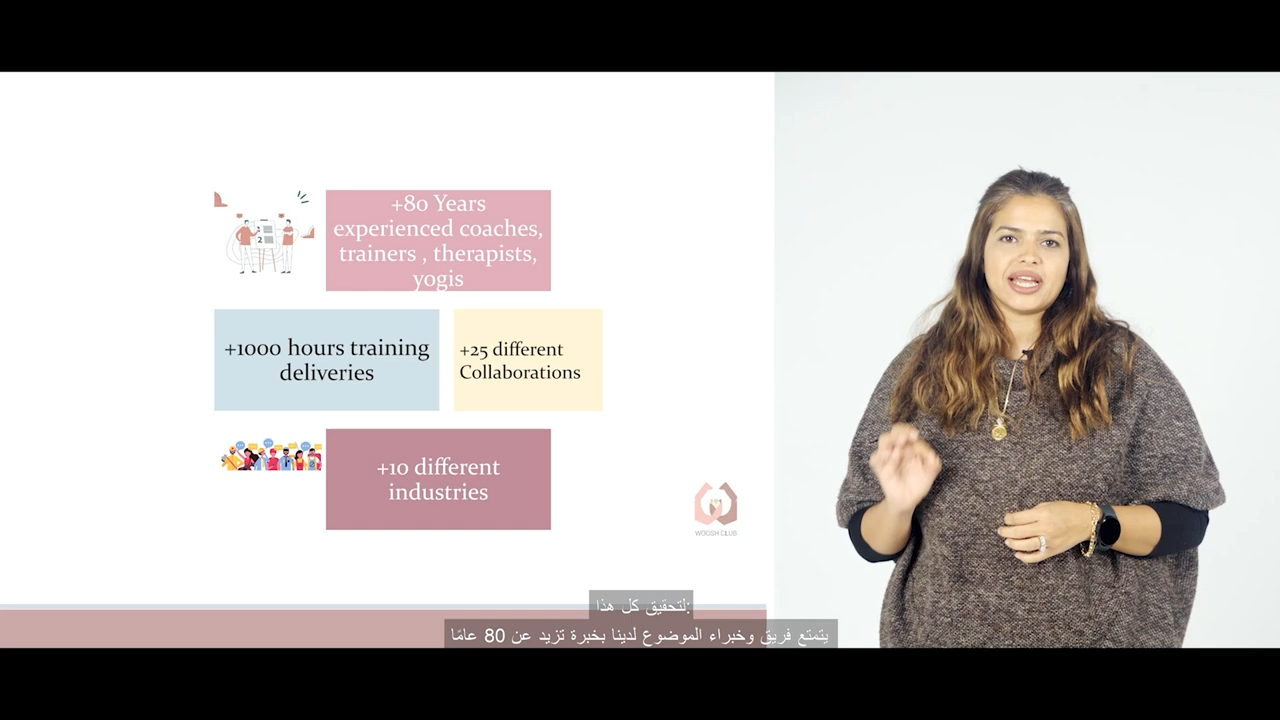 +80 Years
experienced coaches,
trainers , therapists,
yogis
+1000 hours training
deliveries
+25 different
Collaborations
+10 different
industries
WOOSH CLUB
لتحقيق كل هذا:
يتمتع فريق وخبراء الموضوع لدينا بخبرة تزيد عن 80 عامًا